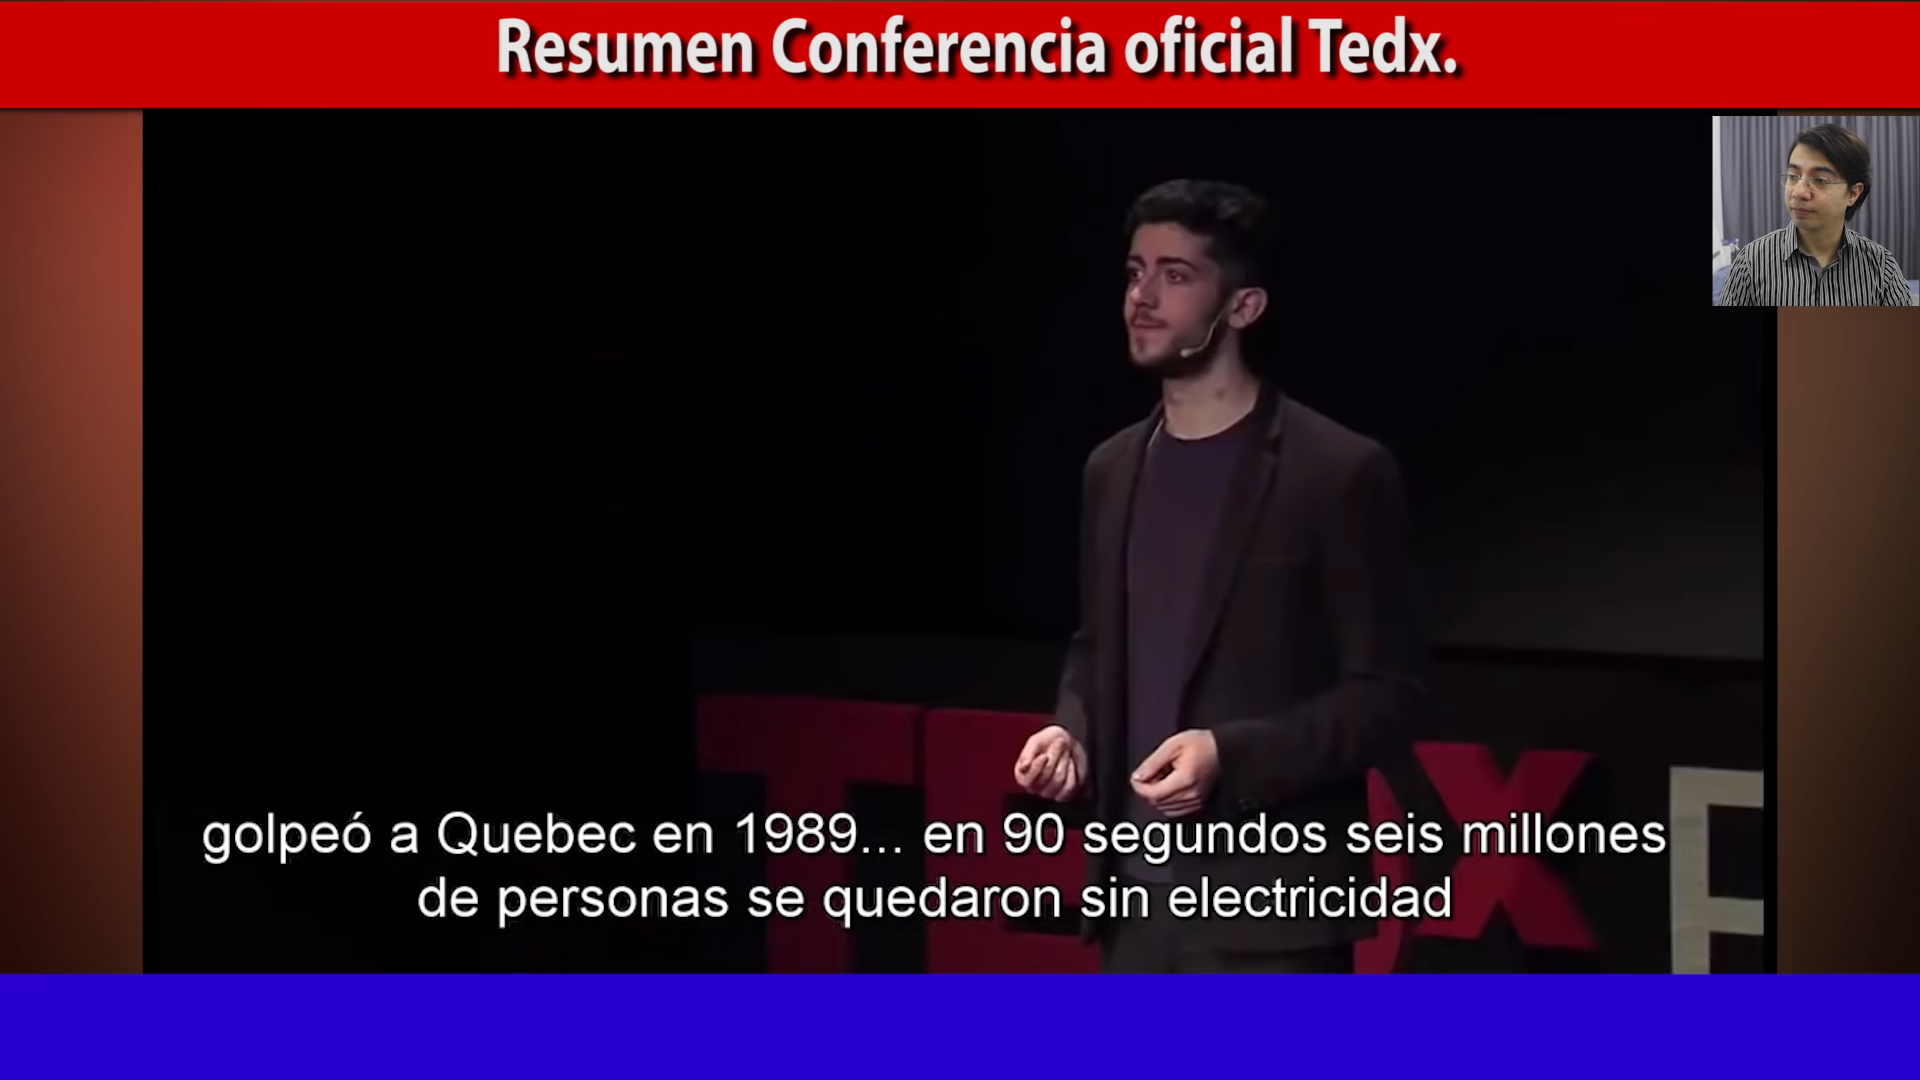 Resumen Conferencia oficial Tedx.
golpeó a Quebec en 1989... en 90 segundos seis millones
de personas se quedaron sin electricidad
TEDx